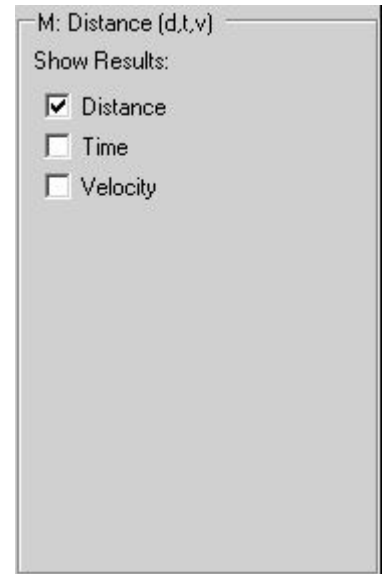 M: Distance (d,t,v)
Show Results:
Distance
Time
Velocity